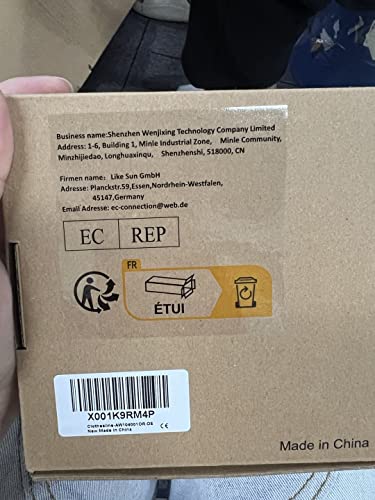 Business name:Shenzhen Wenjixing Technology Company Limited
Address: 1-6, Building 1, Minle Industrial Zone, Minle Community,
Minzhijiedao, Longhuaxinqu, Shenzhenshi, 518000, CN
Firmen name: Like Sun GmbH
Adresse: Planckstr.59,Essen,Nordrhein-Westfalen,
45147,Germany
Email Adresse: ec-connection@web.de
EC REP
FR
ÉTUI
X001K9RM4P
New Made in China CE
Made in China